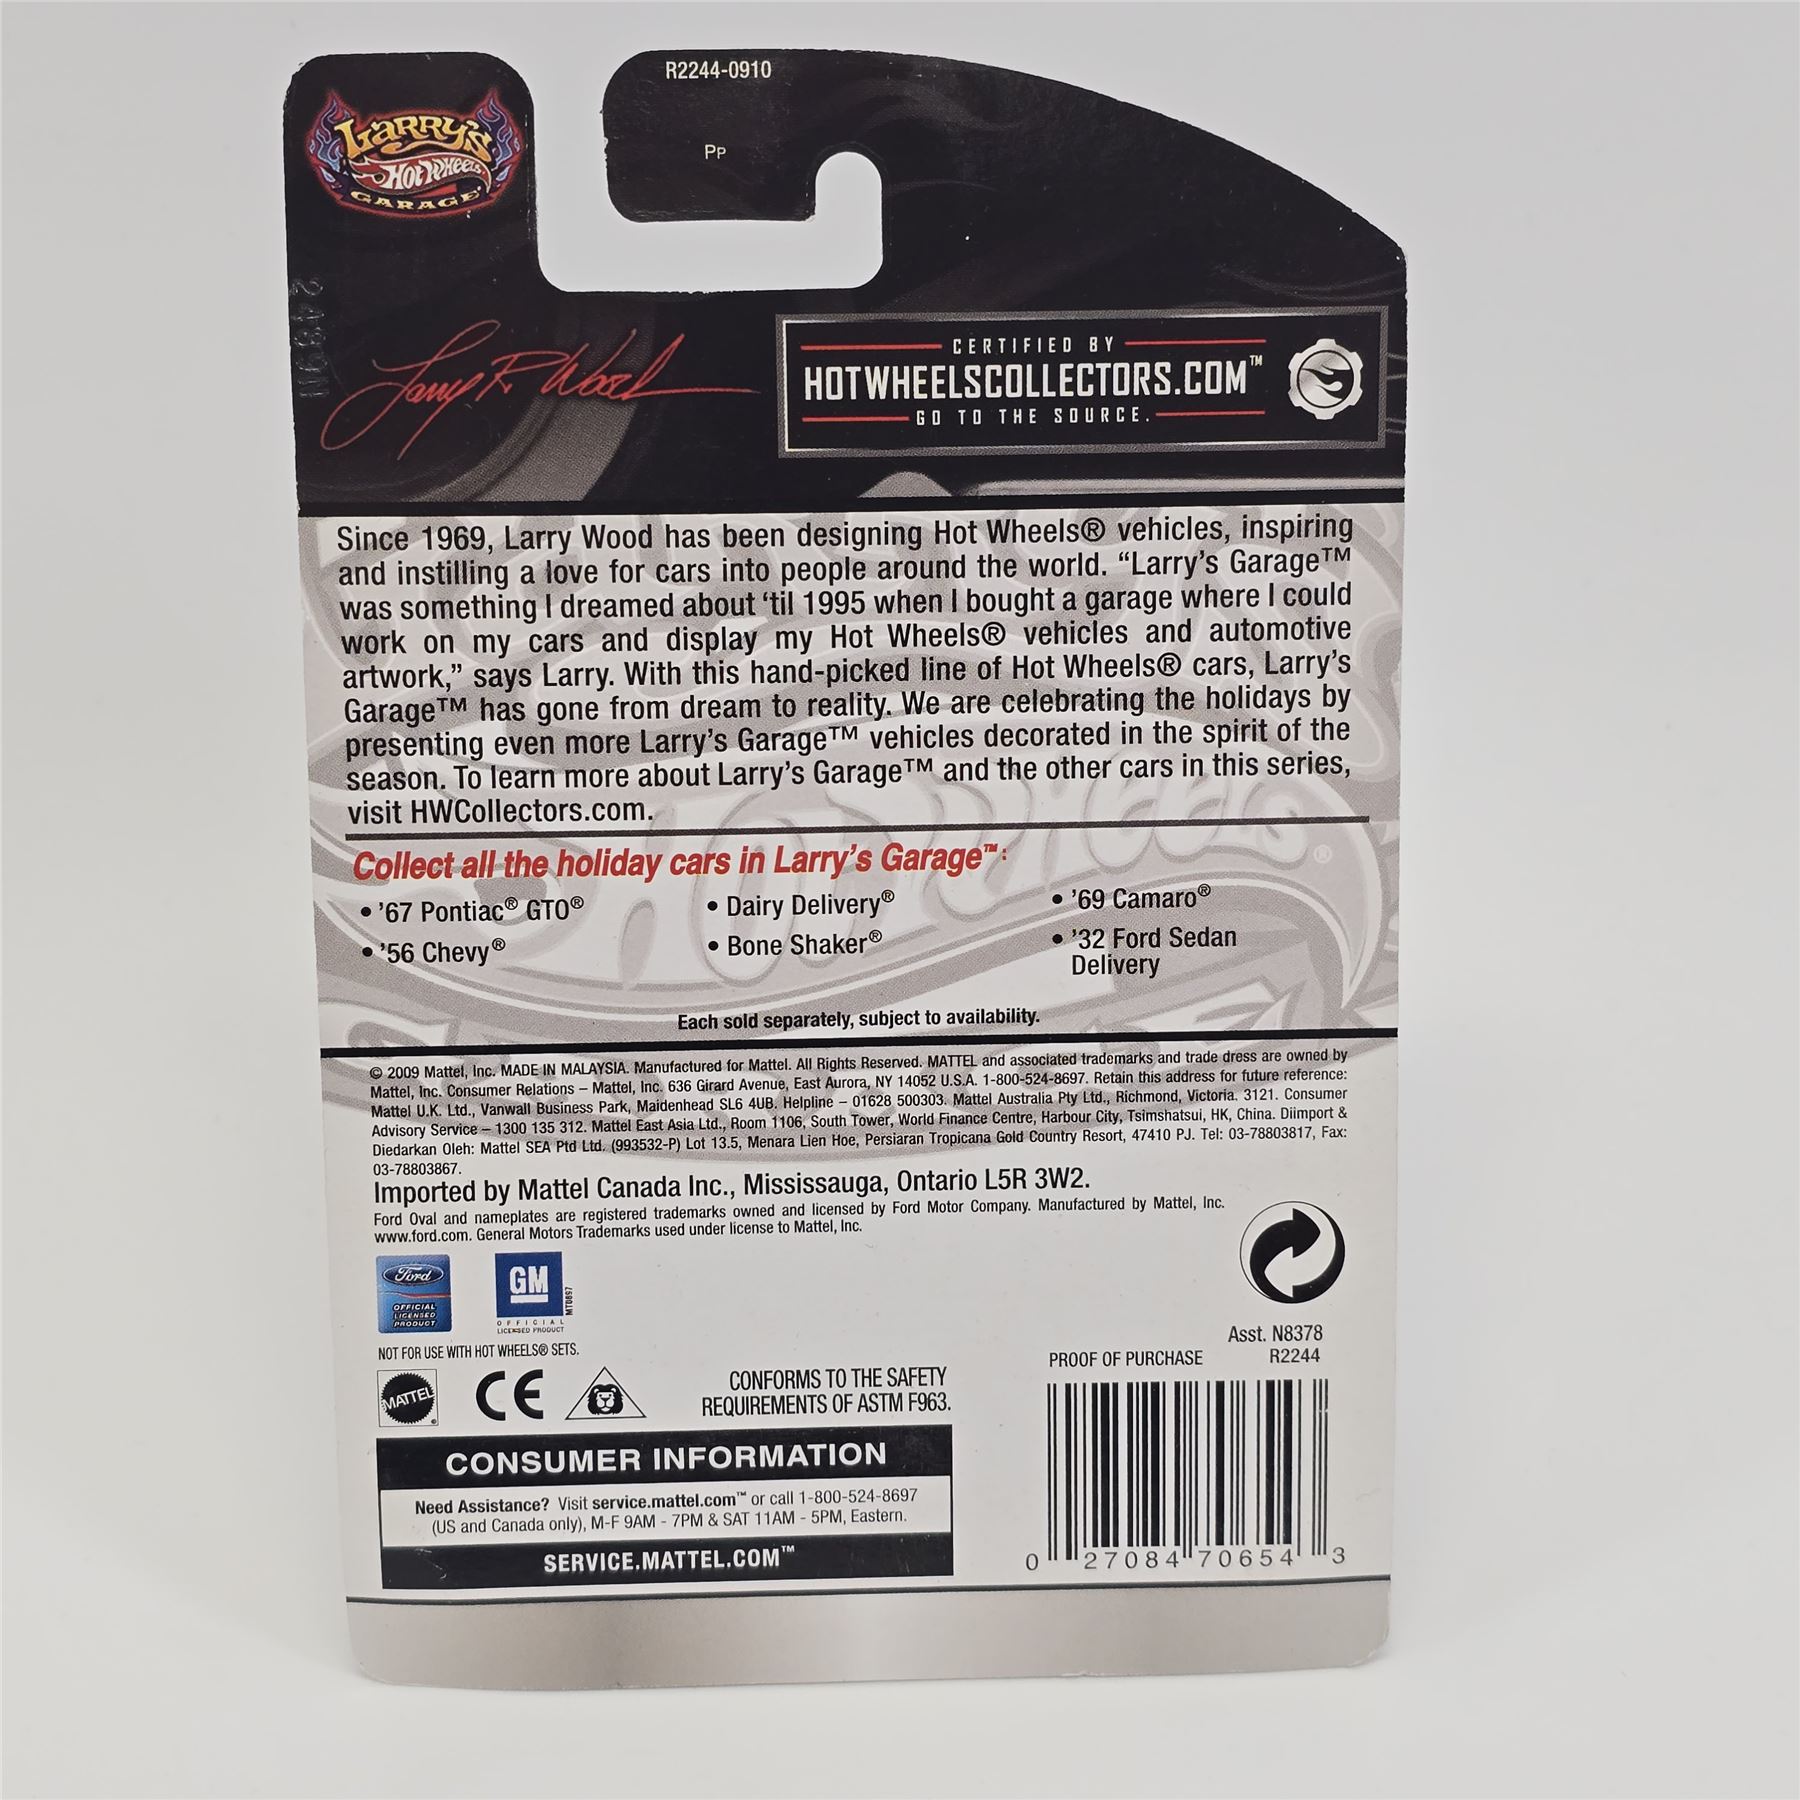 R2244-0910
Pp
LARRY'S
HOT WHEELS
GARAGE
Larry R. Wood
CERTIFIED BY
HOTWHEELSCOLLECTORS.COM™
GO TO THE SOURCE.
Since 1969, Larry Wood has been designing Hot Wheels® vehicles, inspiring
and instilling a love for cars into people around the world. “Larry’s Garage™
was something I dreamed about ‘til 1995 when I bought a garage where I could
work on my cars and display my Hot Wheels® vehicles and automotive
artwork,” says Larry. With this hand-picked line of Hot Wheels® cars, Larry’s
Garage™ has gone from dream to reality. We are celebrating the holidays by
presenting even more Larry’s Garage™ vehicles decorated in the spirit of the
season. To learn more about Larry’s Garage™ and the other cars in this series,
visit HWCollectors.com.
Collect all the holiday cars in Larry’s Garage™:
• ’67 Pontiac® GTO®
• ’56 Chevy®
• Dairy Delivery®
• Bone Shaker®
• ’69 Camaro®
• ’32 Ford Sedan
Delivery
Each sold separately, subject to availability.
© 2009 Mattel, Inc. MADE IN MALAYSIA. Manufactured for Mattel. All Rights Reserved. MATTEL and associated trademarks and trade dress are owned by
Mattel, Inc. Consumer Relations – Mattel, Inc. 636 Girard Avenue, East Aurora, NY 14052 U.S.A. 1-800-524-8697. Retain this address for future reference:
Mattel U.K. Ltd., Vanwall Business Park, Maidenhead SL6 4UB. Helpline – 01628 500303. Mattel Australia Pty Ltd., Richmond, Victoria. 3121. Consumer
Advisory Service – 1300 135 312. Mattel East Asia Ltd., Room 1106, South Tower, World Finance Centre, Harbour City, Tsimshatsui, HK, China. Diimport &
Diedarkan Oleh: Mattel SEA Ptd Ltd. (993532-P) Lot 13.5, Menara Lien Hoe, Persiaran Tropicana Gold Country Resort, 47410 PJ. Tel: 03-78803817, Fax:
03-78803867.
Imported by Mattel Canada Inc., Mississauga, Ontario L5R 3W2.
Ford Oval and nameplates are registered trademarks owned and licensed by Ford Motor Company. Manufactured by Mattel, Inc.
www.ford.com. General Motors Trademarks used under license to Mattel, Inc.
Ford
OFFICIAL
LICENSED
PRODUCT
GM
OFFICIAL
LICENSED PRODUCT
MT0897
NOT FOR USE WITH HOT WHEELS® SETS.
MATTEL
CE
CONFORMS TO THE SAFETY
REQUIREMENTS OF ASTM F963.
CONSUMER INFORMATION
Need Assistance? Visit service.mattel.com™ or call 1-800-524-8697
(US and Canada only), M-F 9AM - 7PM & SAT 11AM - 5PM, Eastern.
SERVICE.MATTEL.COM™
Asst. N8378
PROOF OF PURCHASE R2244
0 27084 70654 3